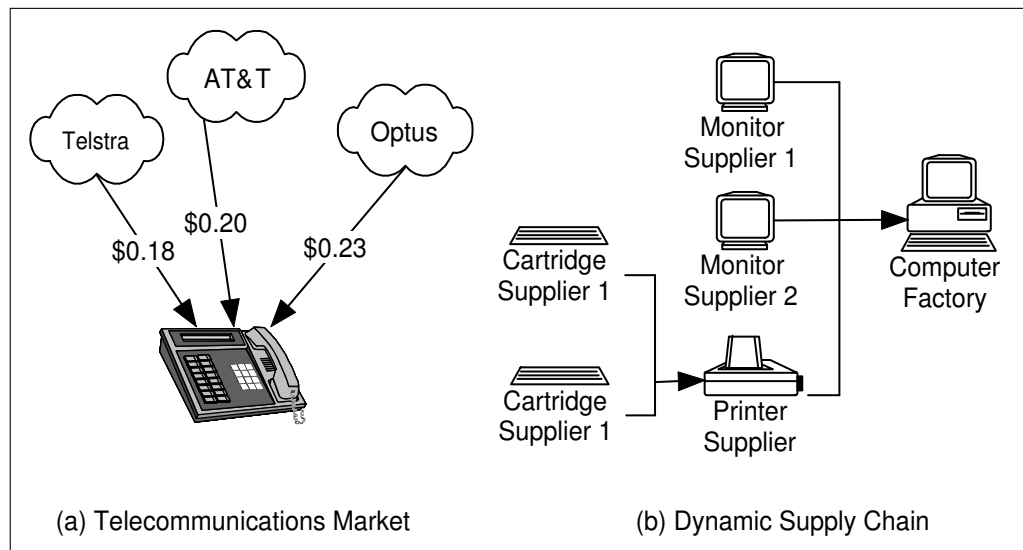 AT&T
Telstra
Optus
$0.18
$0.20
$0.23
(a) Telecommunications Market
Monitor
Supplier 1
Monitor
Supplier 2
Cartridge
Supplier 1
Cartridge
Supplier 1
Printer
Supplier
Computer
Factory
(b) Dynamic Supply Chain